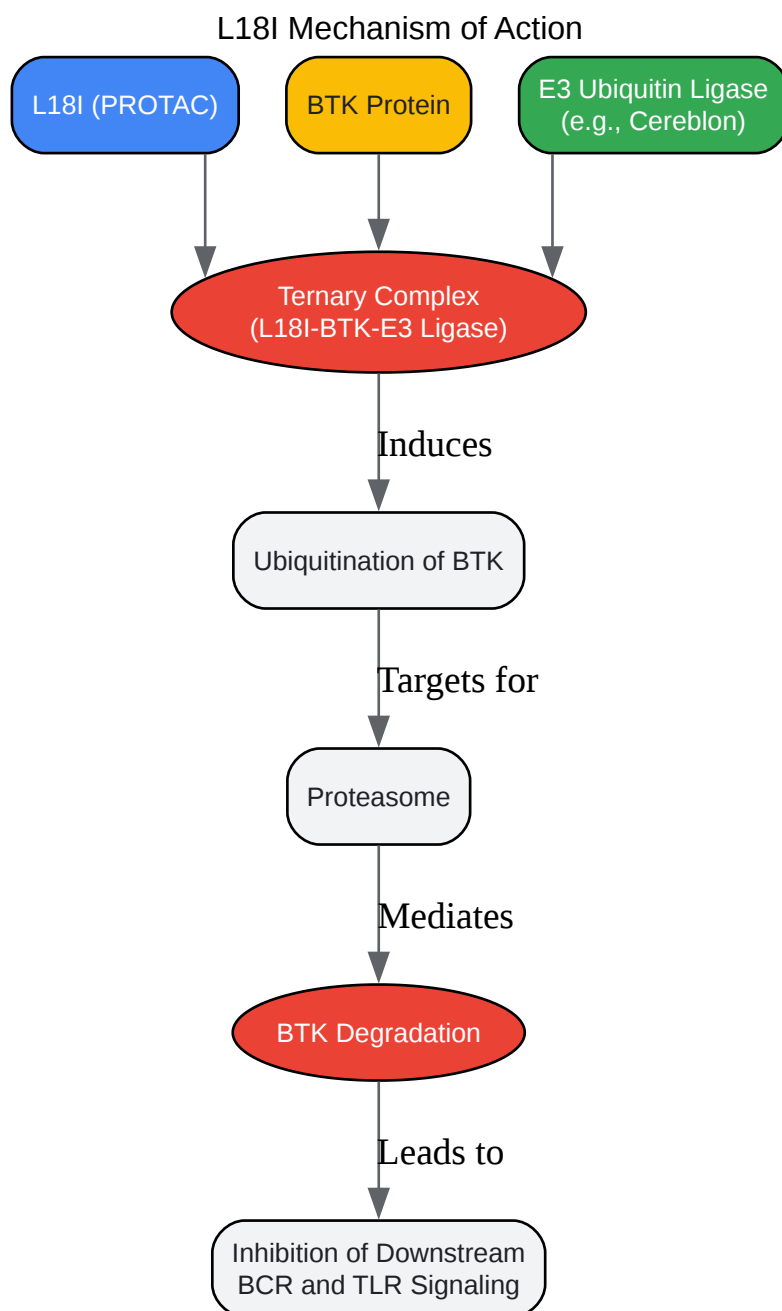 L18I Mechanism of Action
L18I (PROTAC)
BTK Protein
E3 Ubiquitin Ligase
(e.g., Cereblon)
Ternary Complex
(L18I-BTK-E3 Ligase)
Induces
Ubiquitination of BTK
Targets for
Proteasome
Mediates
BTK Degradation
Leads to
Inhibition of Downstream
BCR and TLR Signaling